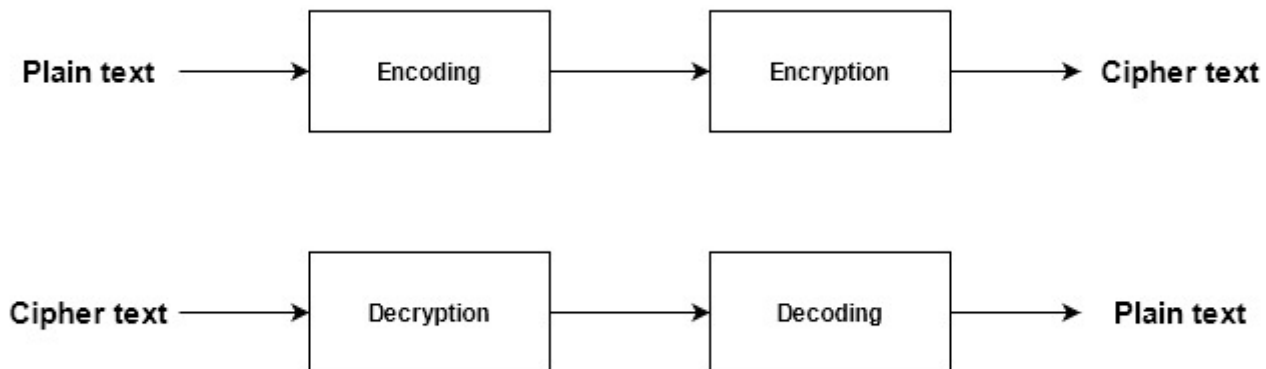 Plain text
Encoding
Encryption
Cipher text
Cipher text
Decryption
Decoding
Plain text